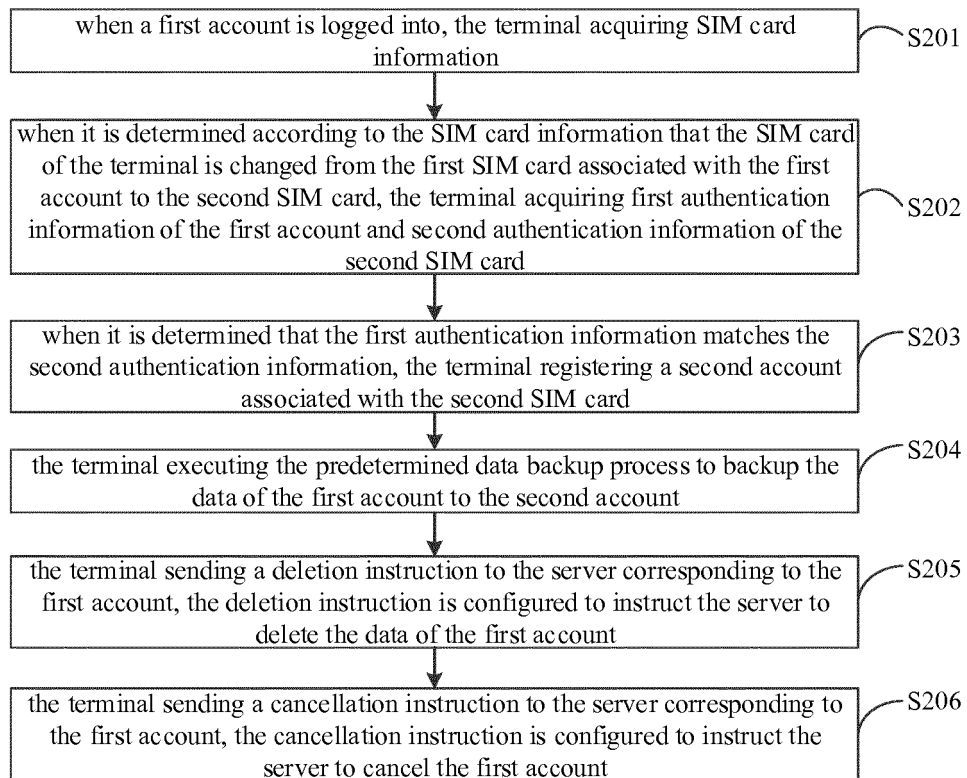 when a first account is logged into, the terminal acquiring SIM card
information
S201
when it is determined according to the SIM card information that the SIM card
of the terminal is changed from the first SIM card associated with the first
account to the second SIM card, the terminal acquiring first authentication
information of the first account and second authentication information of the
second SIM card
S202
when it is determined that the first authentication information matches the
second authentication information, the terminal registering a second account
associated with the second SIM card
S203
the terminal executing the predetermined data backup process to backup the
data of the first account to the second account
S204
the terminal sending a deletion instruction to the server corresponding to the
first account, the deletion instruction is configured to instruct the server to
delete the data of the first account
S205
the terminal sending a cancellation instruction to the server corresponding to
the first account, the cancellation instruction is configured to instruct the
server to cancel the first account
S206